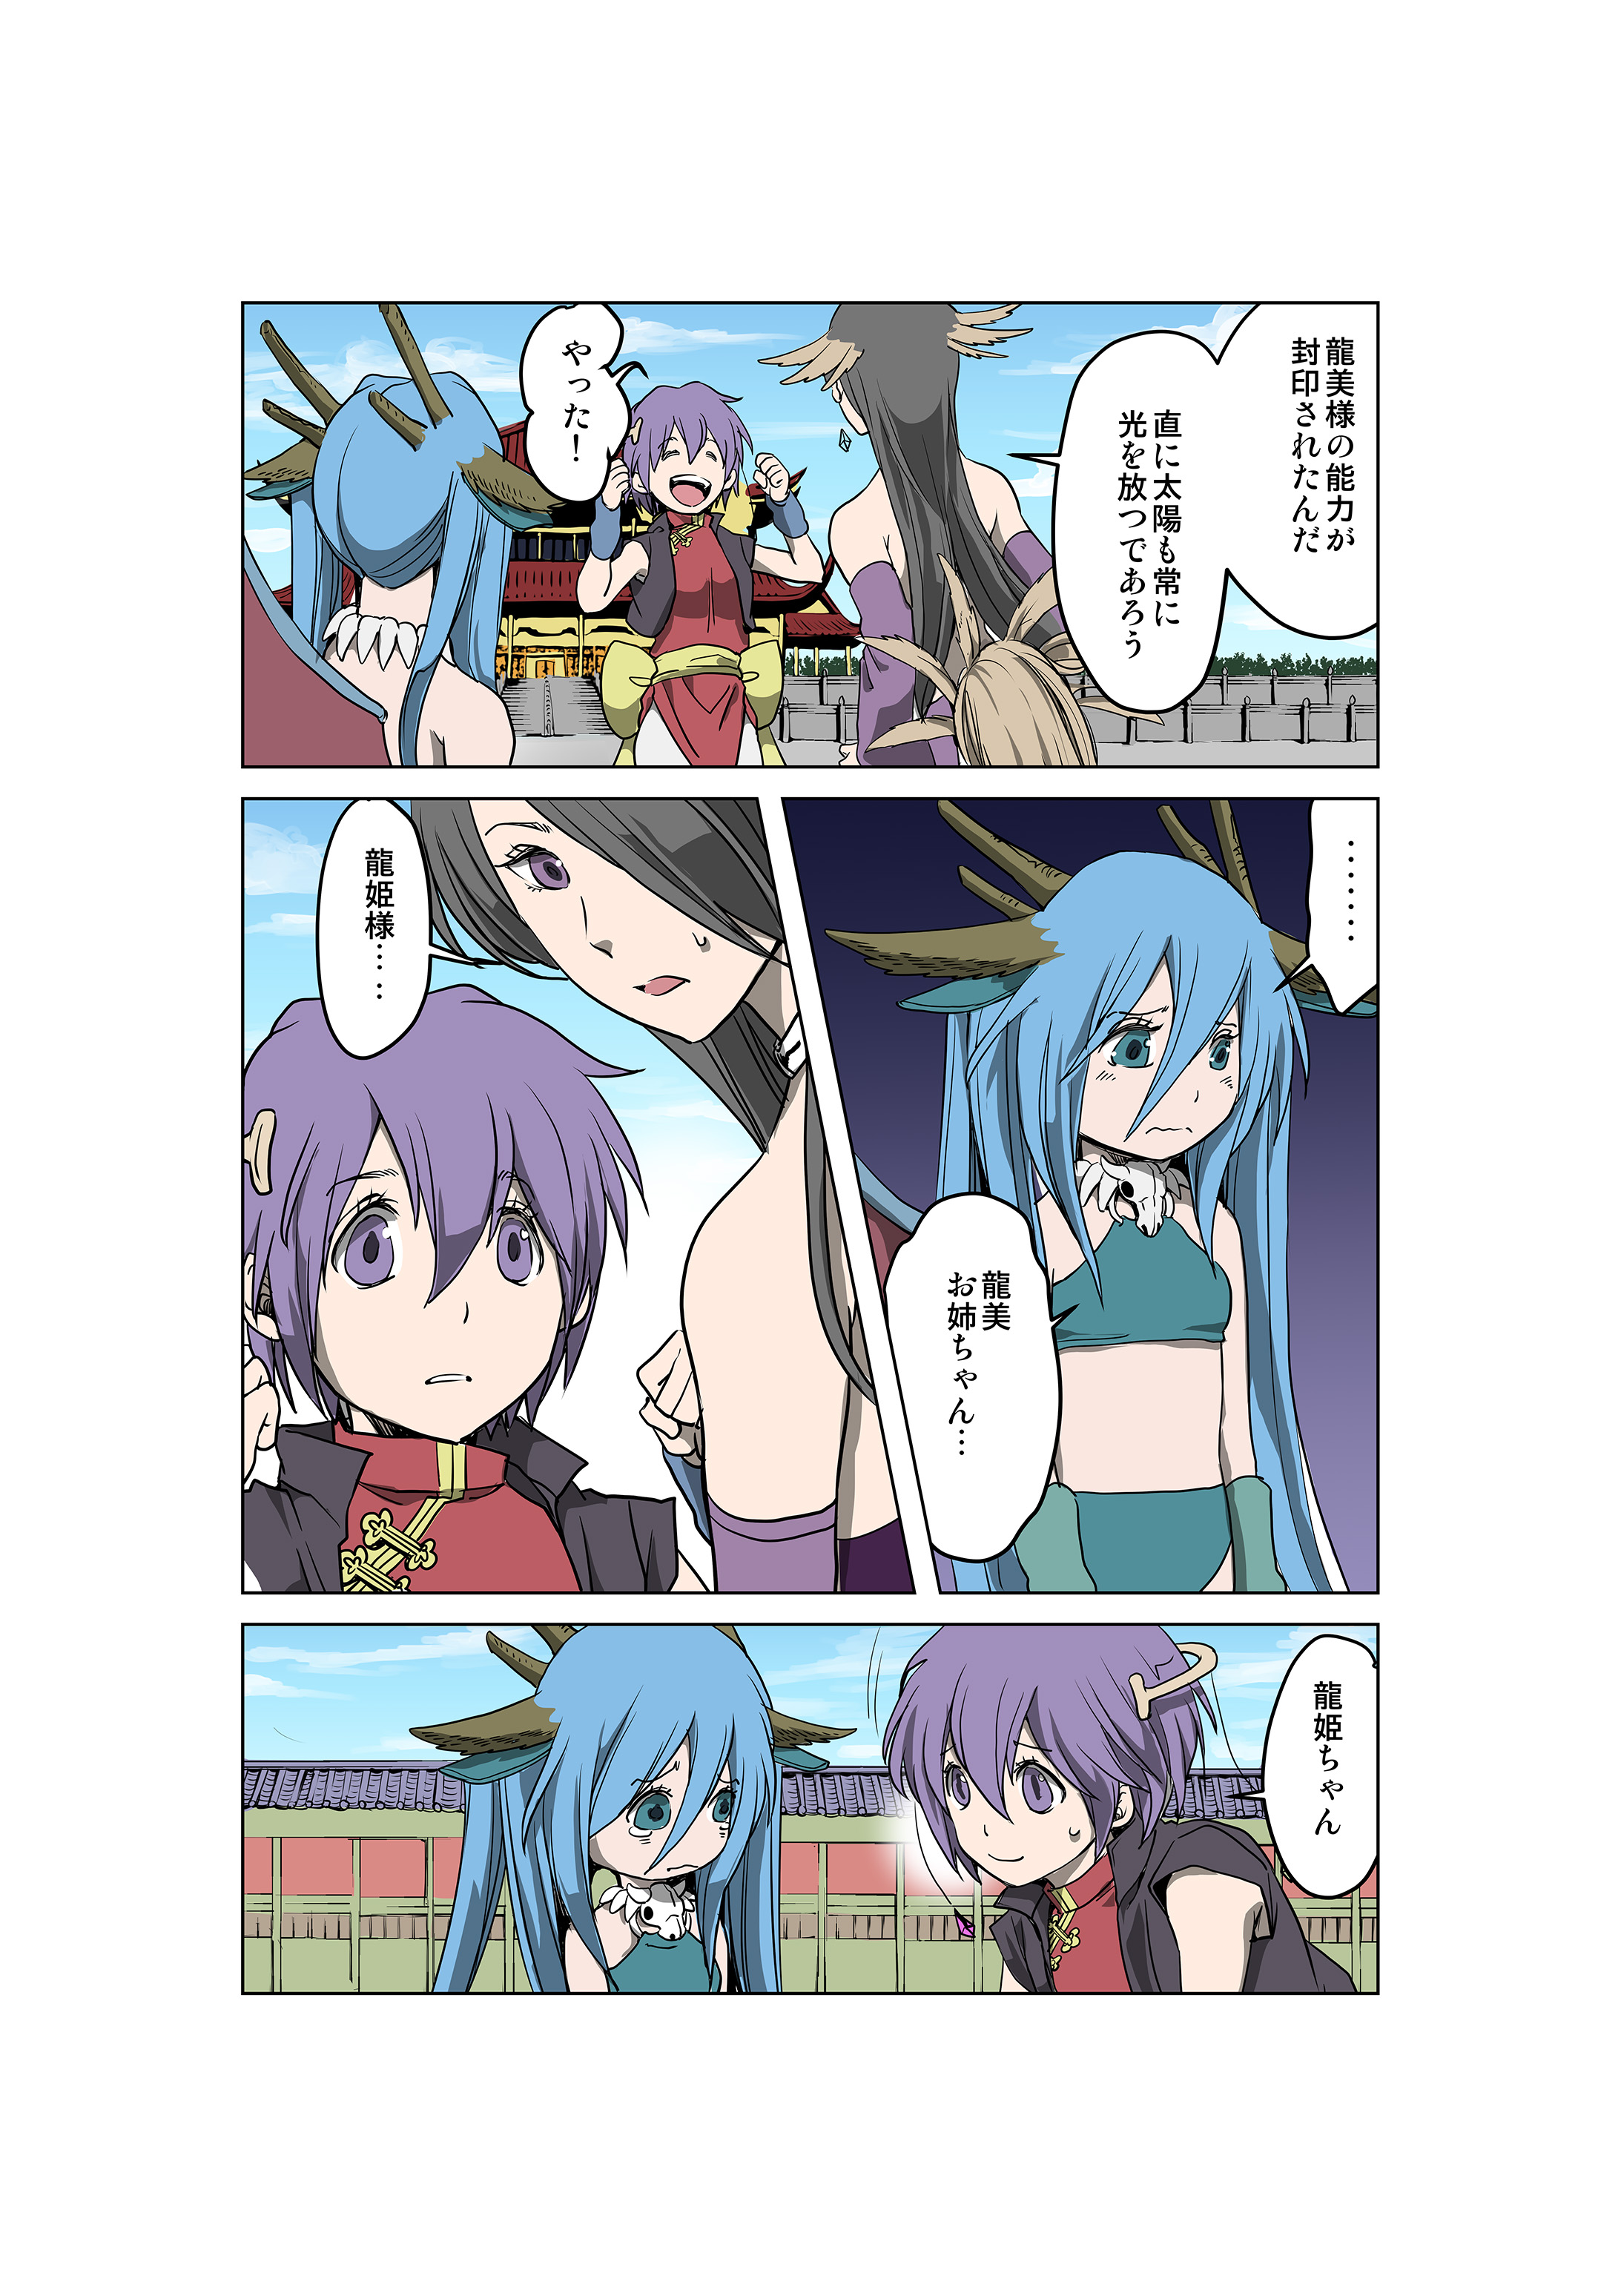 龍美様の能力が
封印されたんだ
直に太陽も常に
光を放つであろう
やった！
‥‥‥‥
龍美
お姉ちゃん…
龍姫様‥‥
龍姫ちゃん